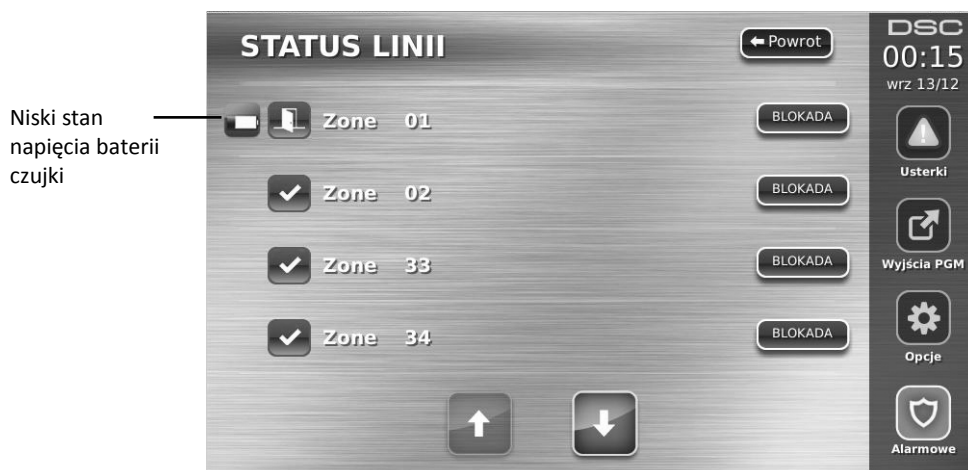 STATUS LINII
Powrot
DSC
00:15
wrz 13/12
Niski stan
napięcia baterii
czujki
Zone 01
BLOKADA
Usterki
Zone 02
BLOKADA
Wyjścia PGM
Zone 33
BLOKADA
Zone 34
BLOKADA
Opcje
Alarmowe